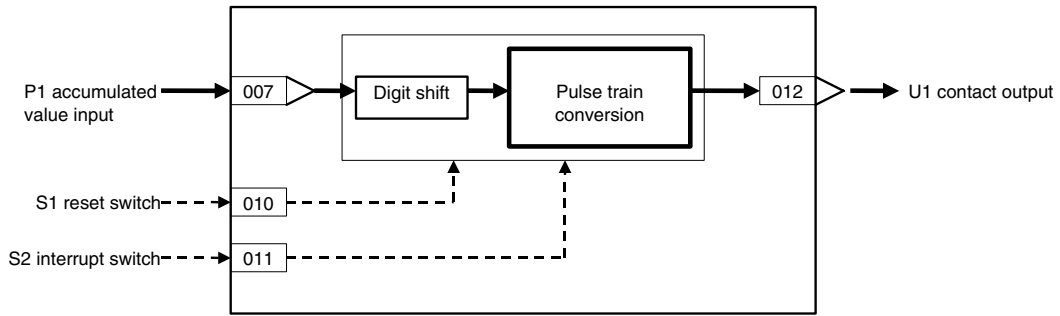 P1 accumulated
value input
007
Digit shift
Pulse train
conversion
012
U1 contact output
S1 reset switch
010
S2 interrupt switch
011